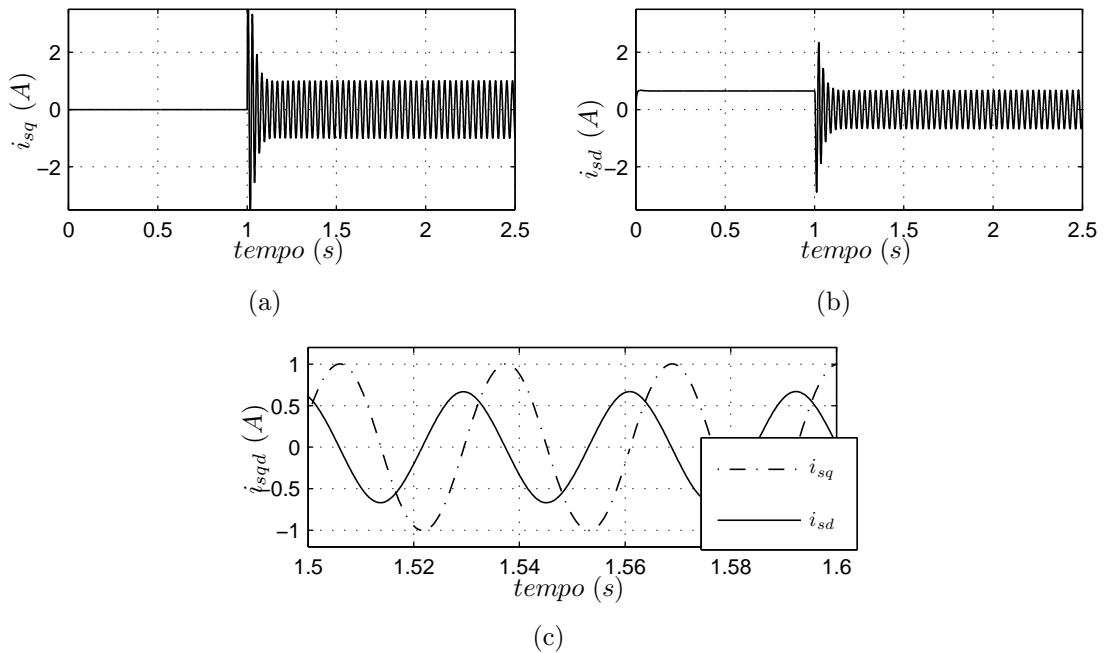 2
0
−2
i_sq (A)
0 0.5 1 1.5 2 2.5
tempo (s)
(a)
2
0
−2
i_sd (A)
0 0.5 1 1.5 2 2.5
tempo (s)
(b)
1
0.5
0
−0.5
−1
i_sqd (A)
1.5 1.52 1.54 1.56 1.58 1.6
tempo (s)
i_sq
i_sd
(c)